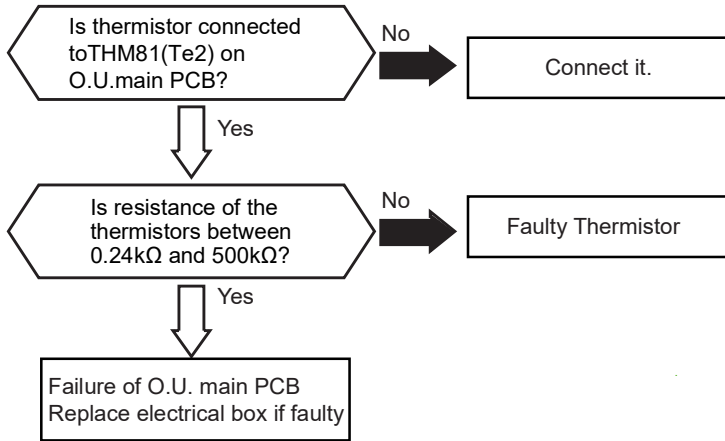 Is thermistor connected
toTHM81(Te2) on
O.U.main PCB?
No
Connect it.
Yes
Is resistance of the
thermistors between
0.24kΩ and 500kΩ?
No
Faulty Thermistor
Yes
Failure of O.U. main PCB
Replace electrical box if faulty